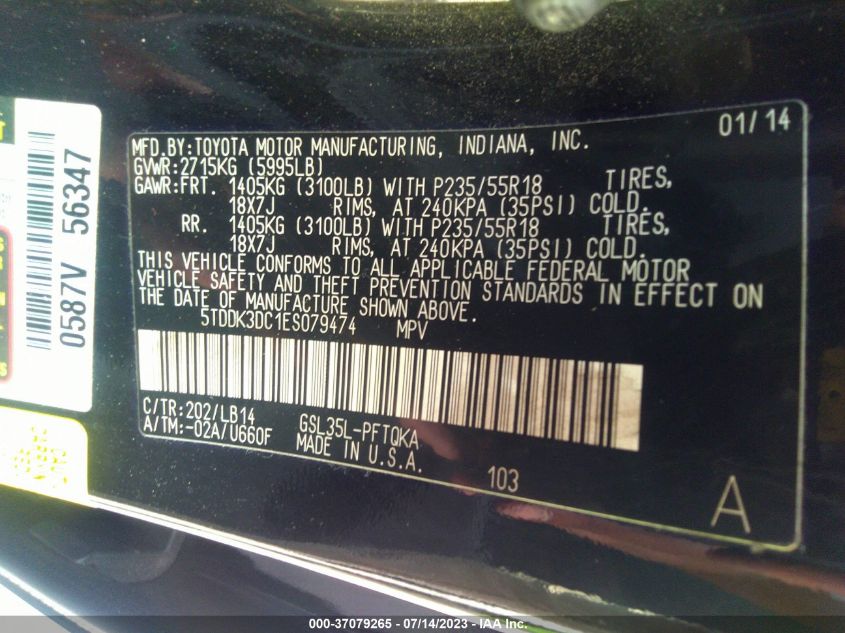 01/14
MFD.BY:TOYOTA MOTOR MANUFACTURING, INDIANA, INC.
GVWR:2715KG (5995LB)
GAWR:FRT. 1405KG (3100LB) WITH P235/55R18 TIRES,
18X7J RIMS, AT 240KPA (35PSI) COLD.
RR. 1405KG (3100LB) WITH P235/55R18 TIRES,
18X7J RIMS, AT 240KPA (35PSI) COLD.
THIS VEHICLE CONFORMS TO ALL APPLICABLE FEDERAL MOTOR
VEHICLE SAFETY AND THEFT PREVENTION STANDARDS IN EFFECT ON
THE DATE OF MANUFACTURE SHOWN ABOVE.
5TDDK3DC1ES079474 MPV
C/TR:202/LB14 GSL35L-PFTQKA
A/TM:-02A/U660F MADE IN U.S.A.
103
A
0587V 56347
000-37079265 - 07/14/2023 - IAA Inc.